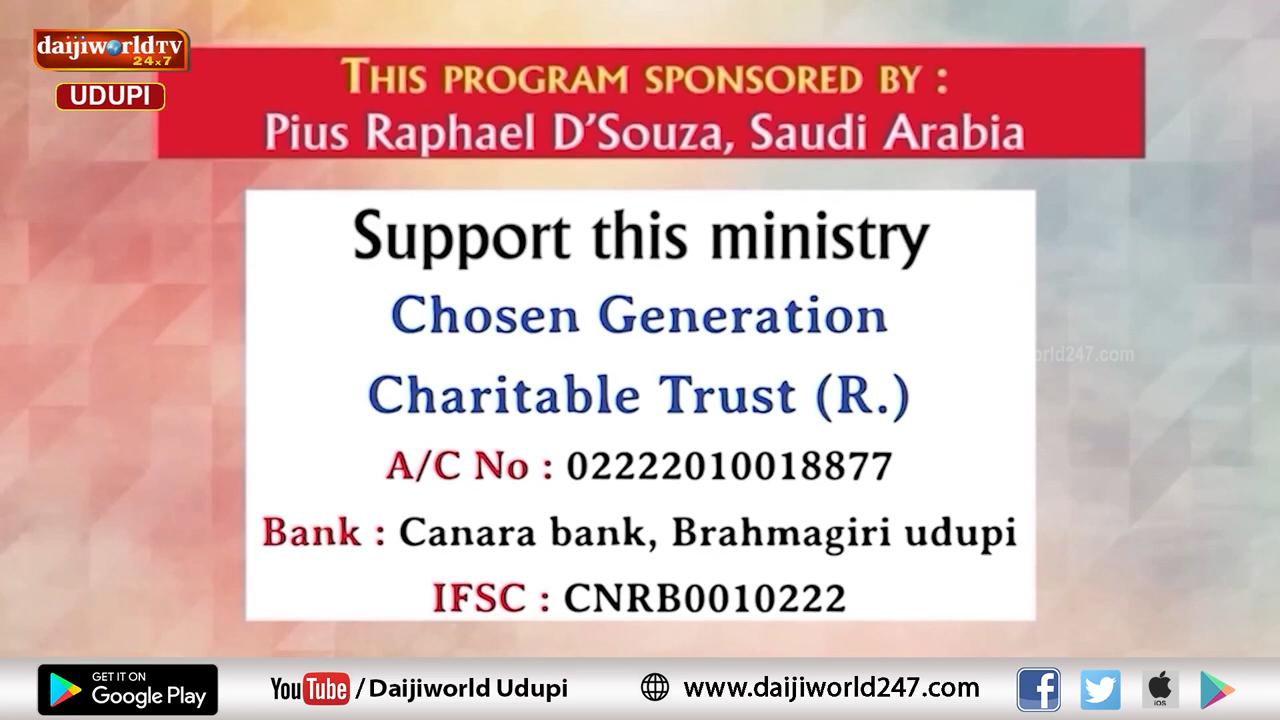 daijiworldTV
24x7
UDUPI
THIS PROGRAM SPONSORED BY :
Pius Raphael D'Souza, Saudi Arabia
Support this ministry
Chosen Generation
Charitable Trust (R.)
A/C No : 02222010018877
Bank : Canara bank, Brahmagiri udupi
IFSC : CNRB0010222
GET IT ON
Google Play
YouTube / Daijiworld Udupi
www.daijiworld247.com
iOS